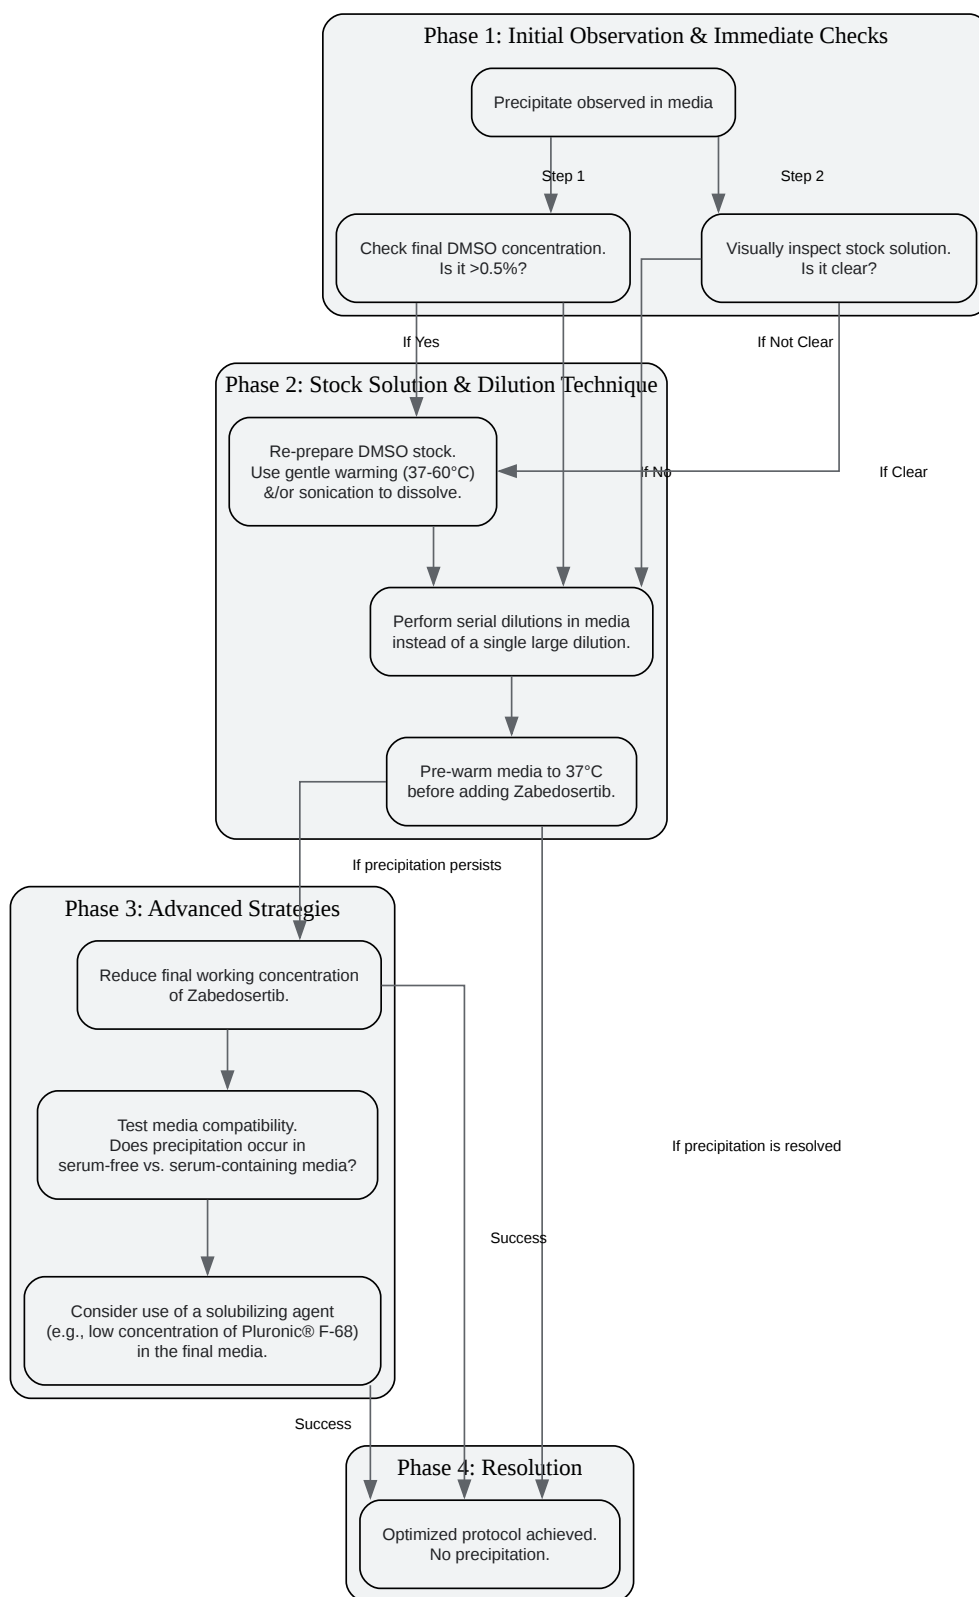 Phase 1: Initial Observation & Immediate Checks
Precipitate observed in media
Step 1
Step 2
Check final DMSO concentration.
Is it >0.5%?
Visually inspect stock solution.
Is it clear?
If Yes
If Not Clear
Phase 2: Stock Solution & Dilution Technique
Re-prepare DMSO stock.
Use gentle warming (37-60°C)
&/or sonication to dissolve.
If No
If Clear
Perform serial dilutions in media
instead of a single large dilution.
Pre-warm media to 37°C
before adding Zabedosertib.
If precipitation persists
Phase 3: Advanced Strategies
Reduce final working concentration
of Zabedosertib.
Test media compatibility.
Does precipitation occur in
serum-free vs. serum-containing media?
If precipitation is resolved
Success
Consider use of a solubilizing agent
(e.g., low concentration of Pluronic® F-68)
in the final media.
Success
Phase 4: Resolution
Optimized protocol achieved.
No precipitation.